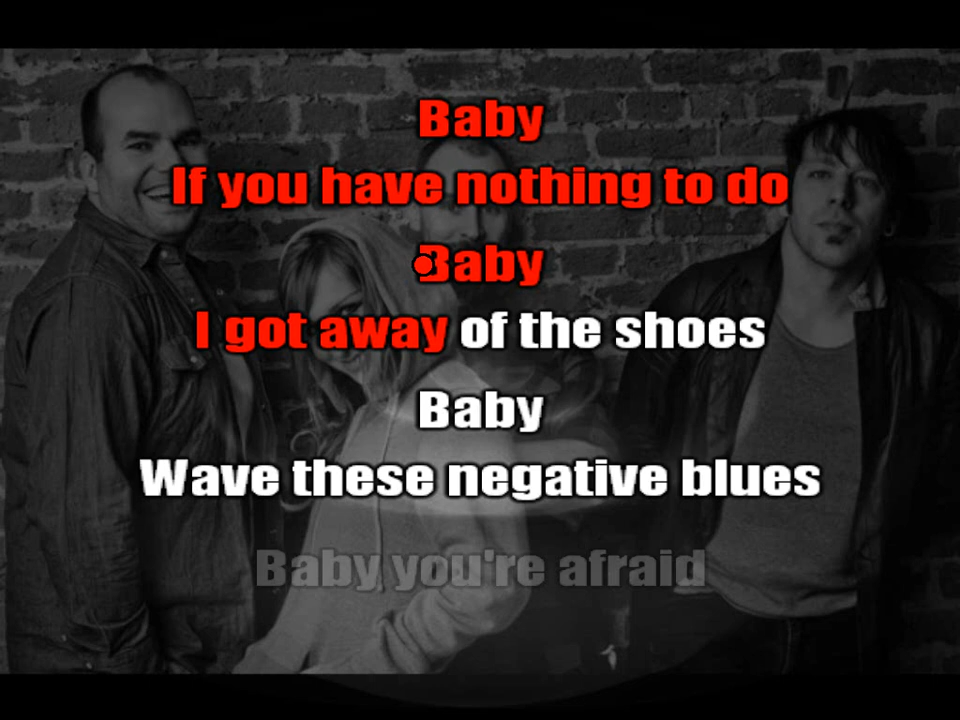 Baby
If you have nothing to do
Baby
I got away of the shoes
Baby
Wave these negative blues
Baby you're afraid